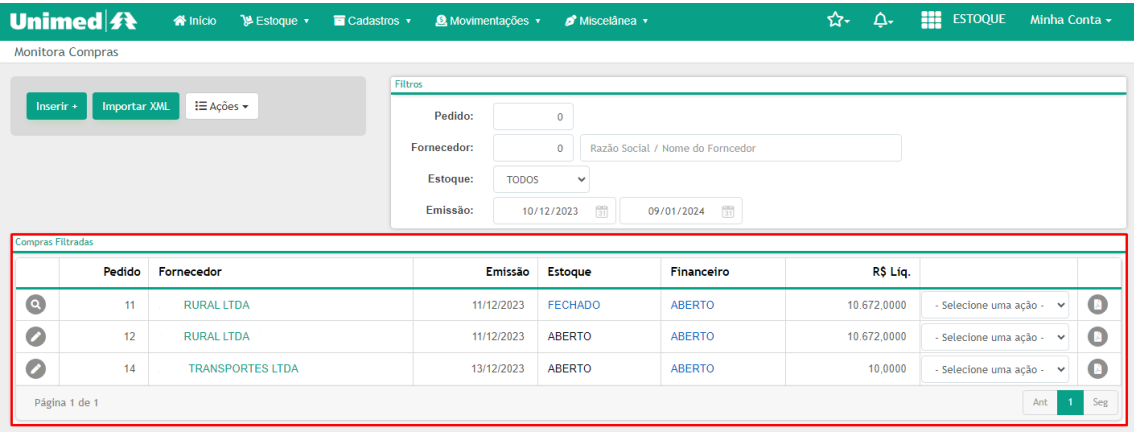 Unimed Início Estoque Cadastros Movimentações Miscelânea ESTOQUE Minha Conta
Monitora Compras
Inserir + Importar XML Ações
Filtros
Pedido: 0
Fornecedor: 0 Razão Social / Nome do Forncedor
Estoque: TODOS
Emissão: 10/12/2023 31 09/01/2024 31
Compras Filtradas
Pedido Fornecedor Emissão Estoque Financeiro R$ Líq.
11 RURAL LTDA 11/12/2023 FECHADO ABERTO 10.672,0000 - Selecione uma ação -
12 RURAL LTDA 11/12/2023 ABERTO ABERTO 10.672,0000 - Selecione uma ação -
14 TRANSPORTES LTDA 13/12/2023 ABERTO ABERTO 10,0000 - Selecione uma ação -
Página 1 de 1 Ant 1 Seg